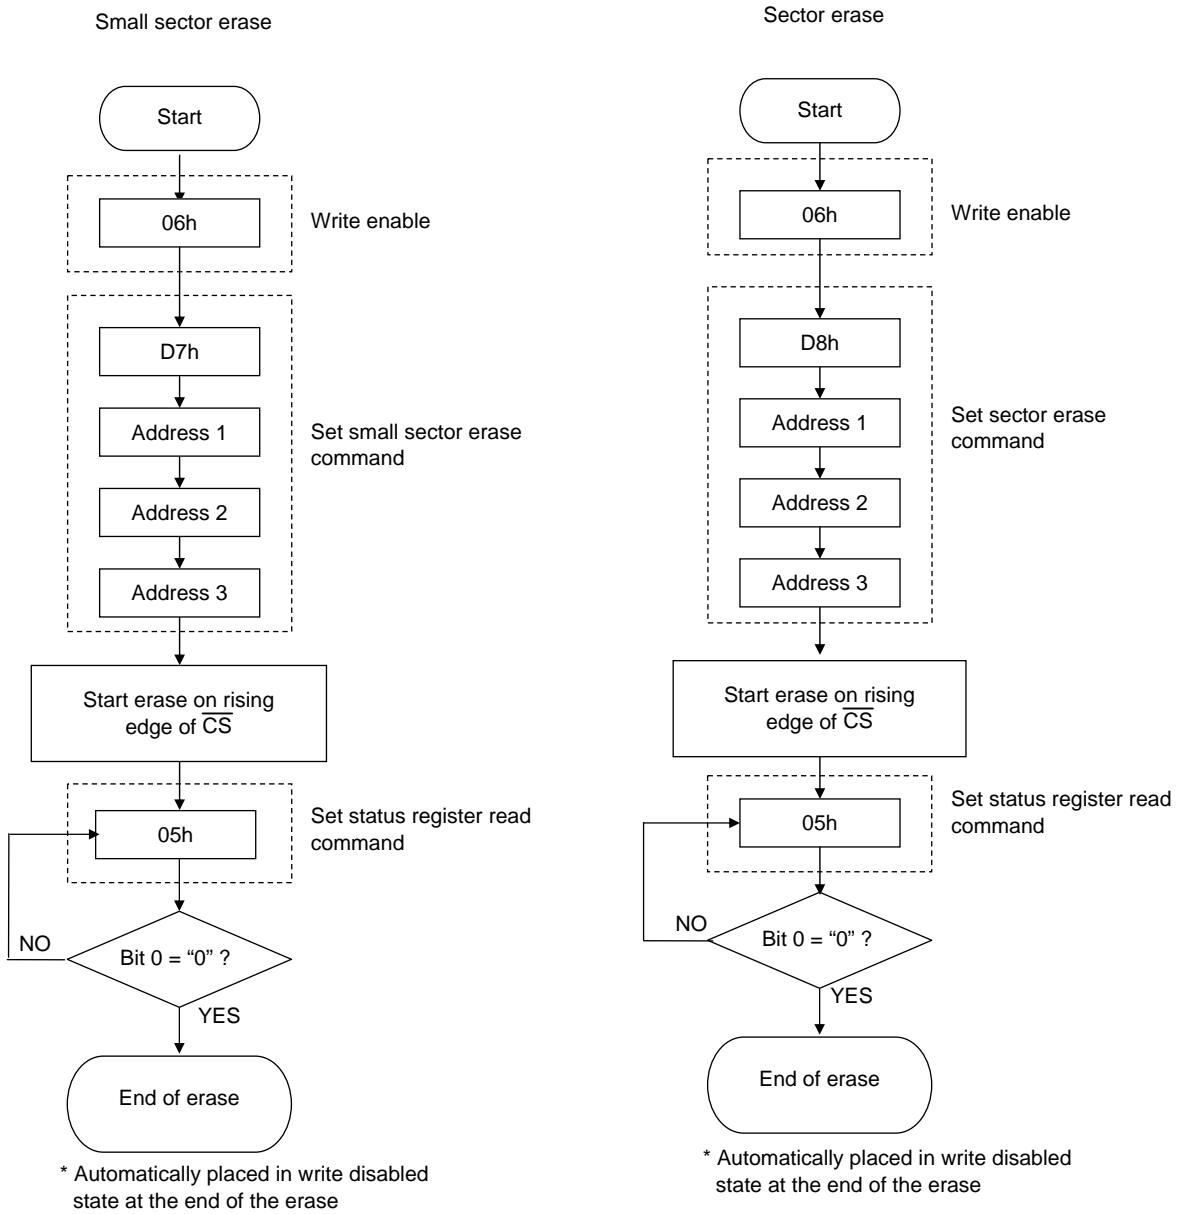 Small sector erase
Start
06h
Write enable
D7h
Address 1
Set small sector erase
command
Address 2
Address 3
Start erase on rising
edge of C̅S̅
05h
Set status register read
command
NO
Bit 0 = “0” ?
YES
End of erase
* Automatically placed in write disabled
state at the end of the erase
Sector erase
Start
06h
Write enable
D8h
Address 1
Set sector erase
command
Address 2
Address 3
Start erase on rising
edge of C̅S̅
05h
Set status register read
command
NO
Bit 0 = “0” ?
YES
End of erase
* Automatically placed in write disabled
state at the end of the erase